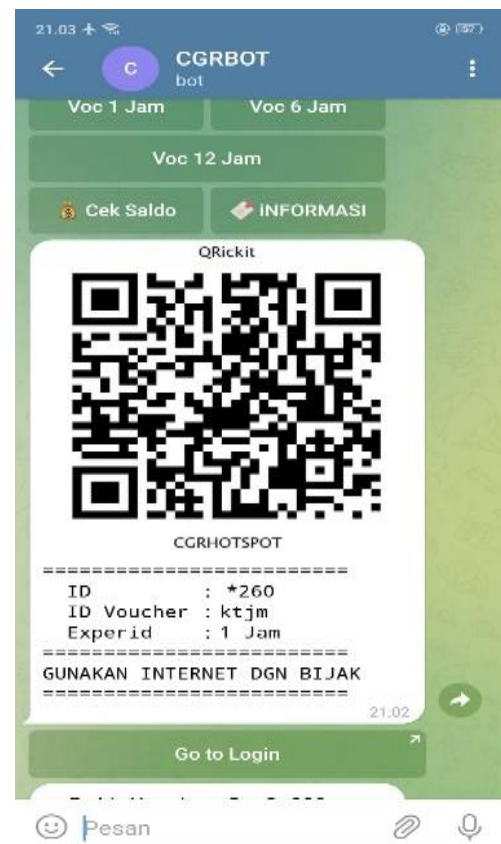 21.03
57
C CGRBOT
bot
Voc 1 Jam Voc 6 Jam
Voc 12 Jam
Cek Saldo INFORMASI
QRickit
CGRHOTSPOT
=========================
ID : *260
ID Voucher : ktjm
Experid : 1 Jam
=========================
GUNAKAN INTERNET DGN BIJAK
=========================
21:02
Go to Login
Pesan